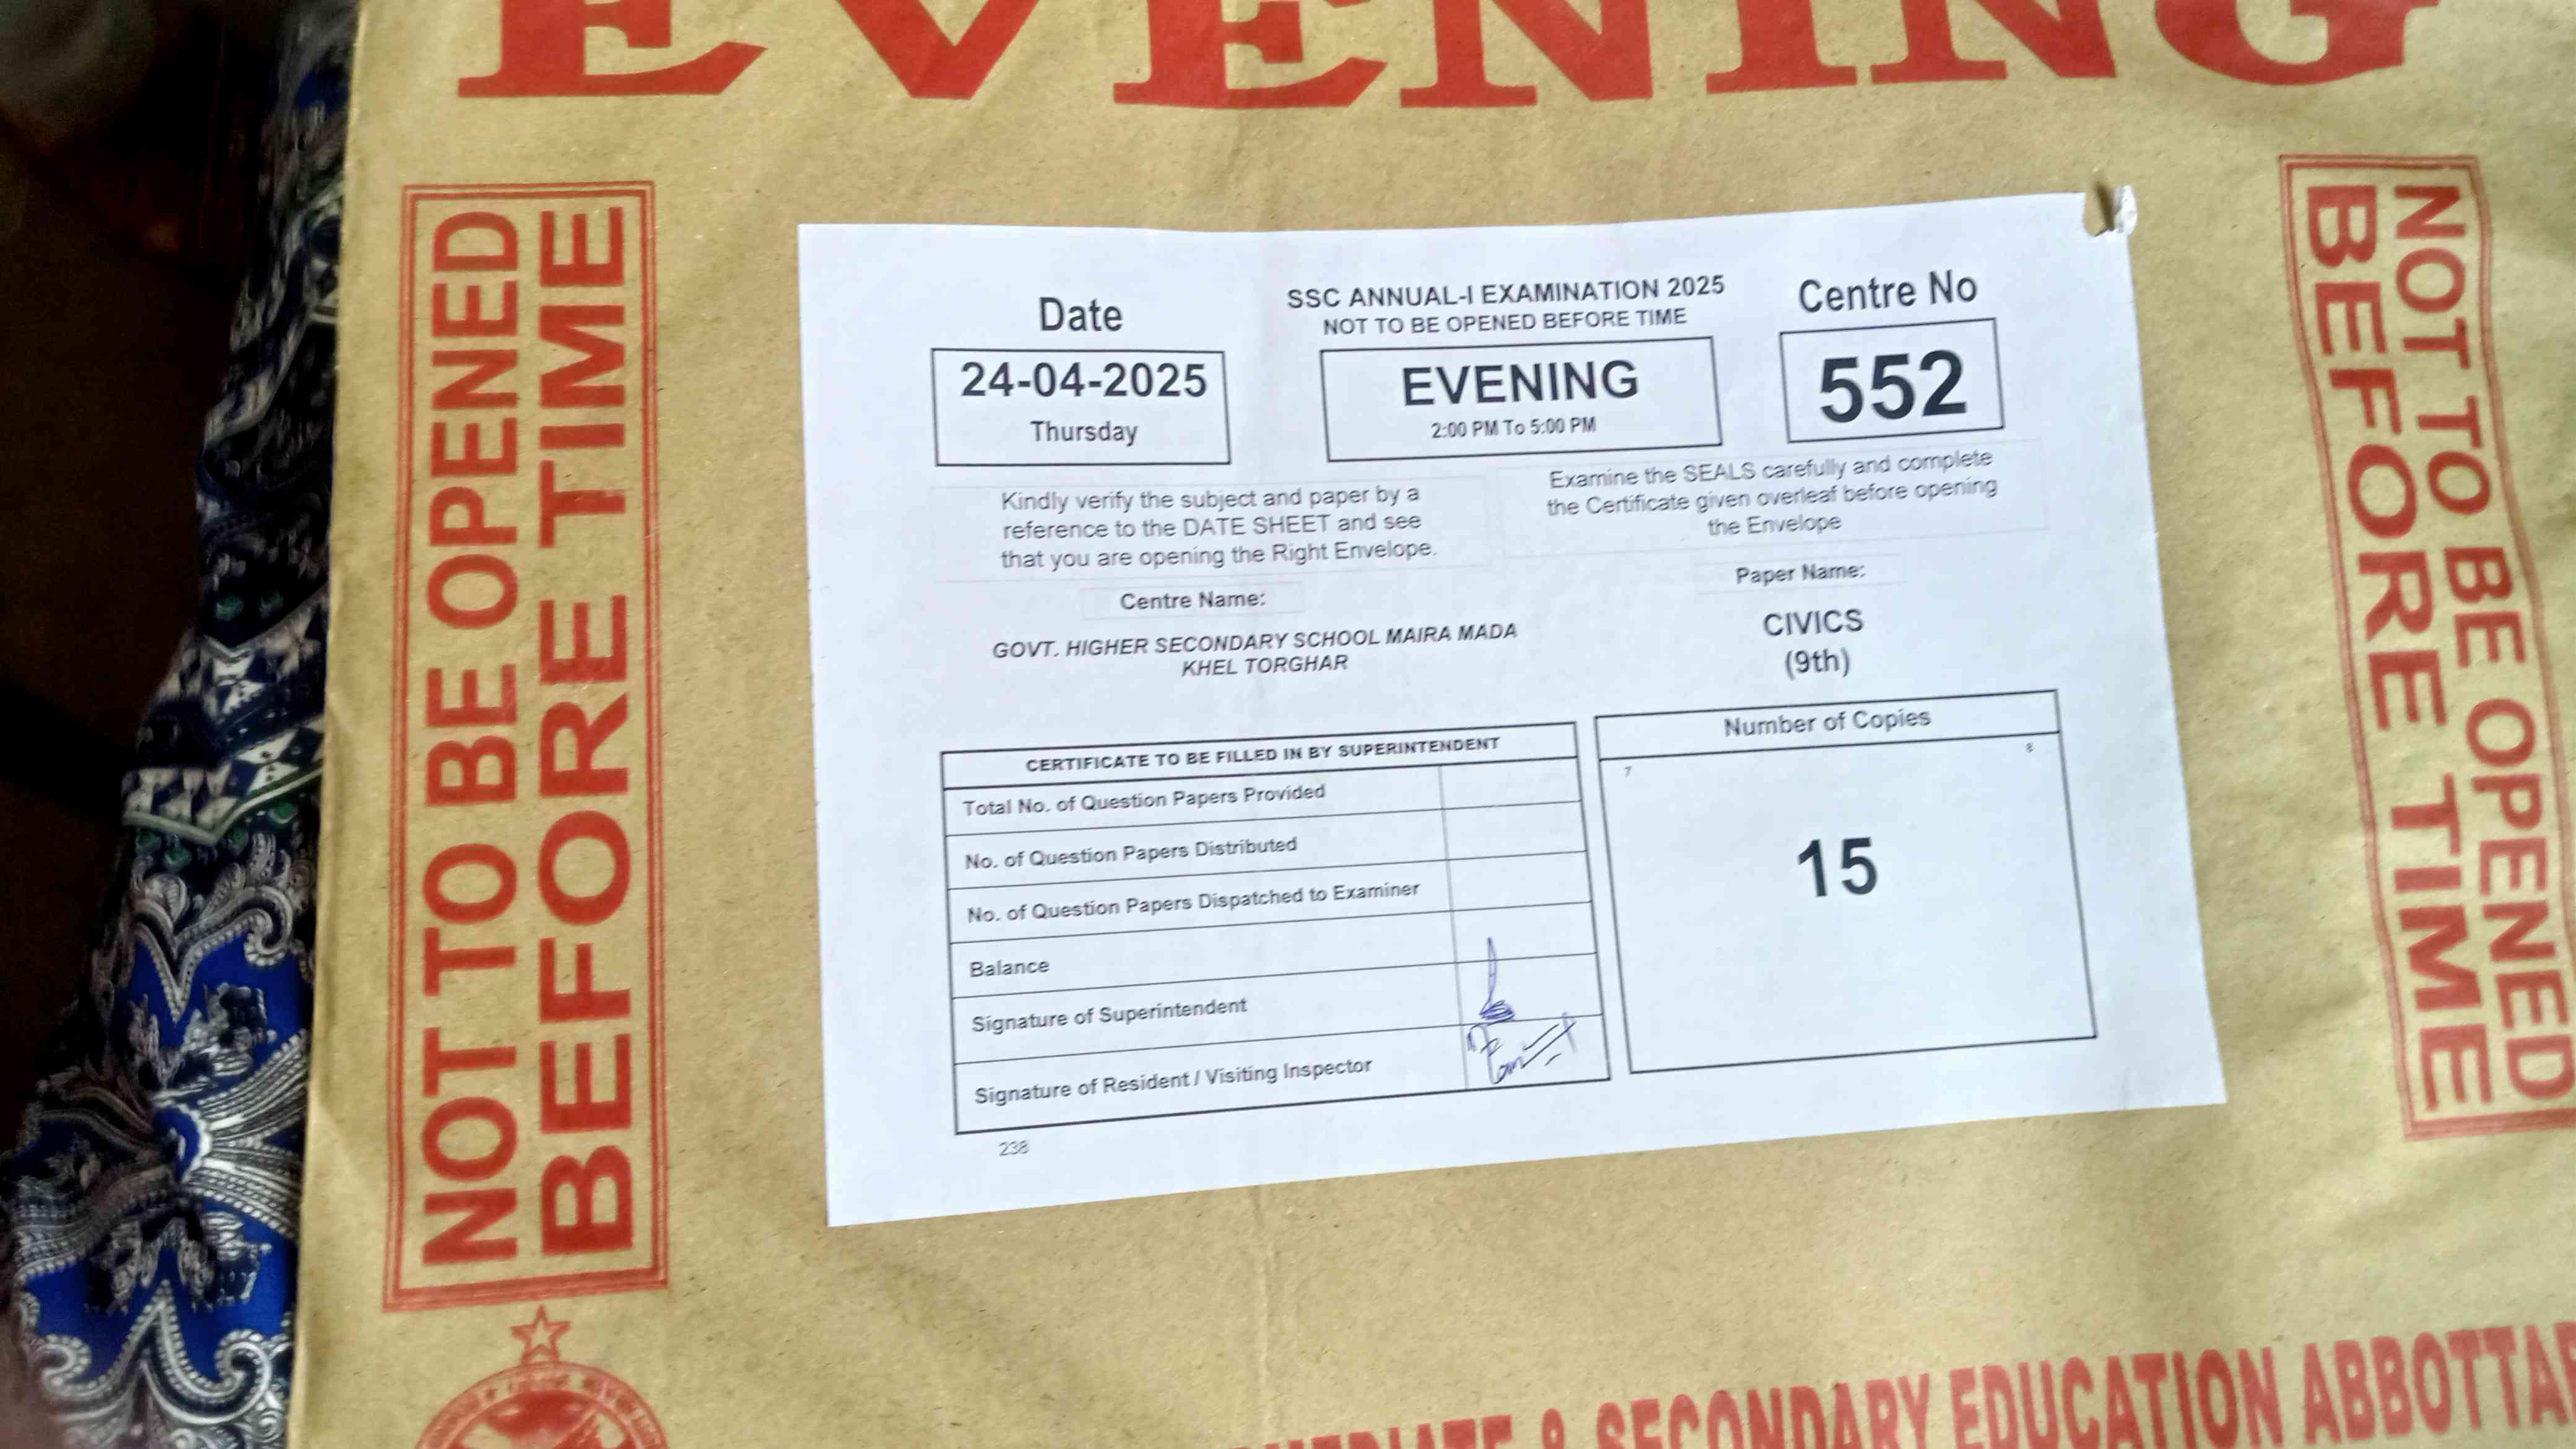 EVENING
NOT TO BE OPENED
BEFORE TIME
NOT TO BE OPENED
BEFORE TIME
Date
24-04-2025
Thursday
SSC ANNUAL-I EXAMINATION 2025
NOT TO BE OPENED BEFORE TIME
EVENING
2:00 PM To 5:00 PM
Centre No
552
Kindly verify the subject and paper by a
reference to the DATE SHEET and see
that you are opening the Right Envelope.
Examine the SEALS carefully and complete
the Certificate given overleaf before opening
the Envelope
Centre Name:
GOVT. HIGHER SECONDARY SCHOOL MAIRA MADA
KHEL TORGHAR
Paper Name:
CIVICS
(9th)
CERTIFICATE TO BE FILLED IN BY SUPERINTENDENT
Total No. of Question Papers Provided
No. of Question Papers Distributed
No. of Question Papers Dispatched to Examiner
Balance
Signature of Superintendent
Signature of Resident / Visiting Inspector
Number of Copies
7
8
15
238
& SECONDARY EDUCATION